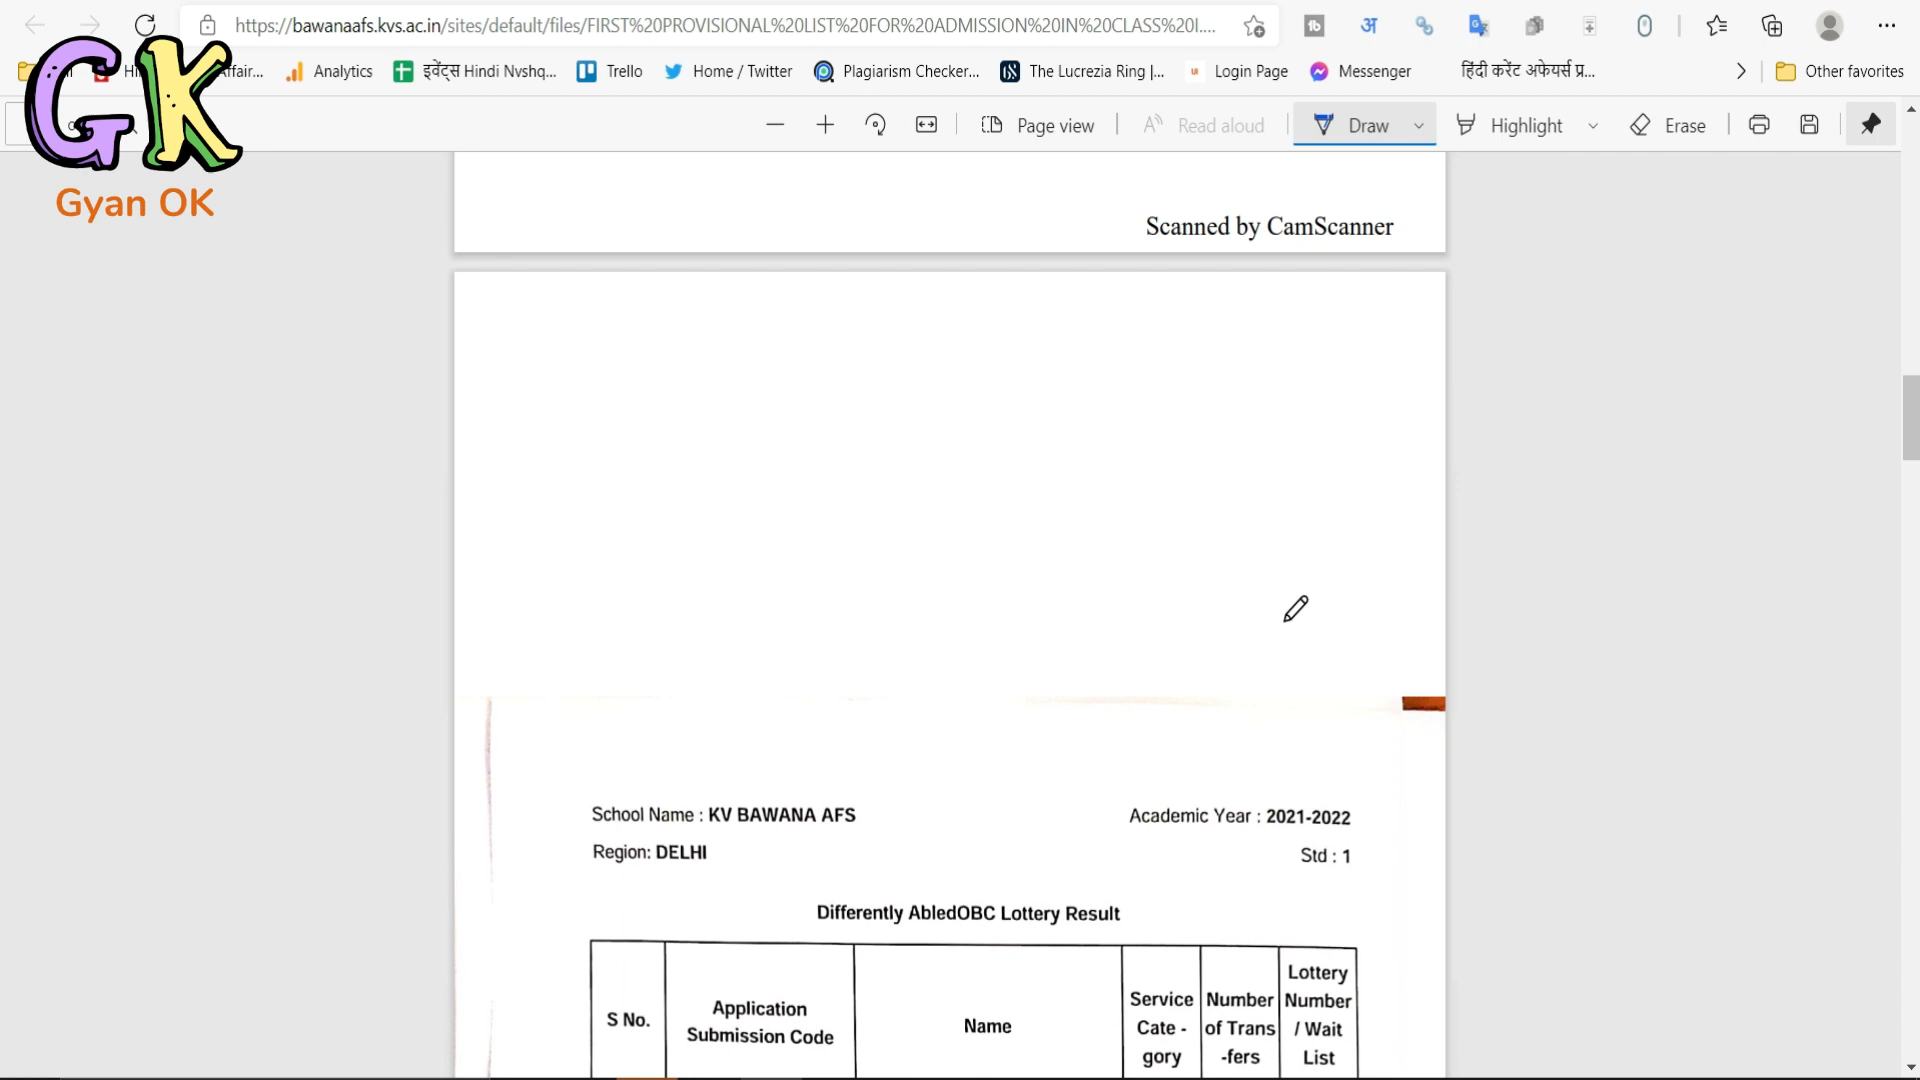 https://bawanaafs.kvs.ac.in/sites/default/files/FIRST%20PROVISIONAL%20LIST%20FOR%20ADMISSION%20IN%20CLASS%20I....
GK
Gyan OK
ffair...
Analytics
इवेंट्स Hindi Nvshq...
Trello
Home / Twitter
Plagiarism Checker...
The Lucrezia Ring |...
Login Page
Messenger
हिंदी करेंट अफेयर्स प्र...
Other favorites
Page view
Read aloud
Draw
Highlight
Erase
Scanned by CamScanner
School Name : KV BAWANA AFS
Academic Year : 2021-2022
Region: DELHI
Std : 1
Differently AbledOBC Lottery Result
S No.
Application
Submission Code
Name
Service
Cate -
gory
Number
of Trans
-fers
Lottery
Number
/ Wait
List